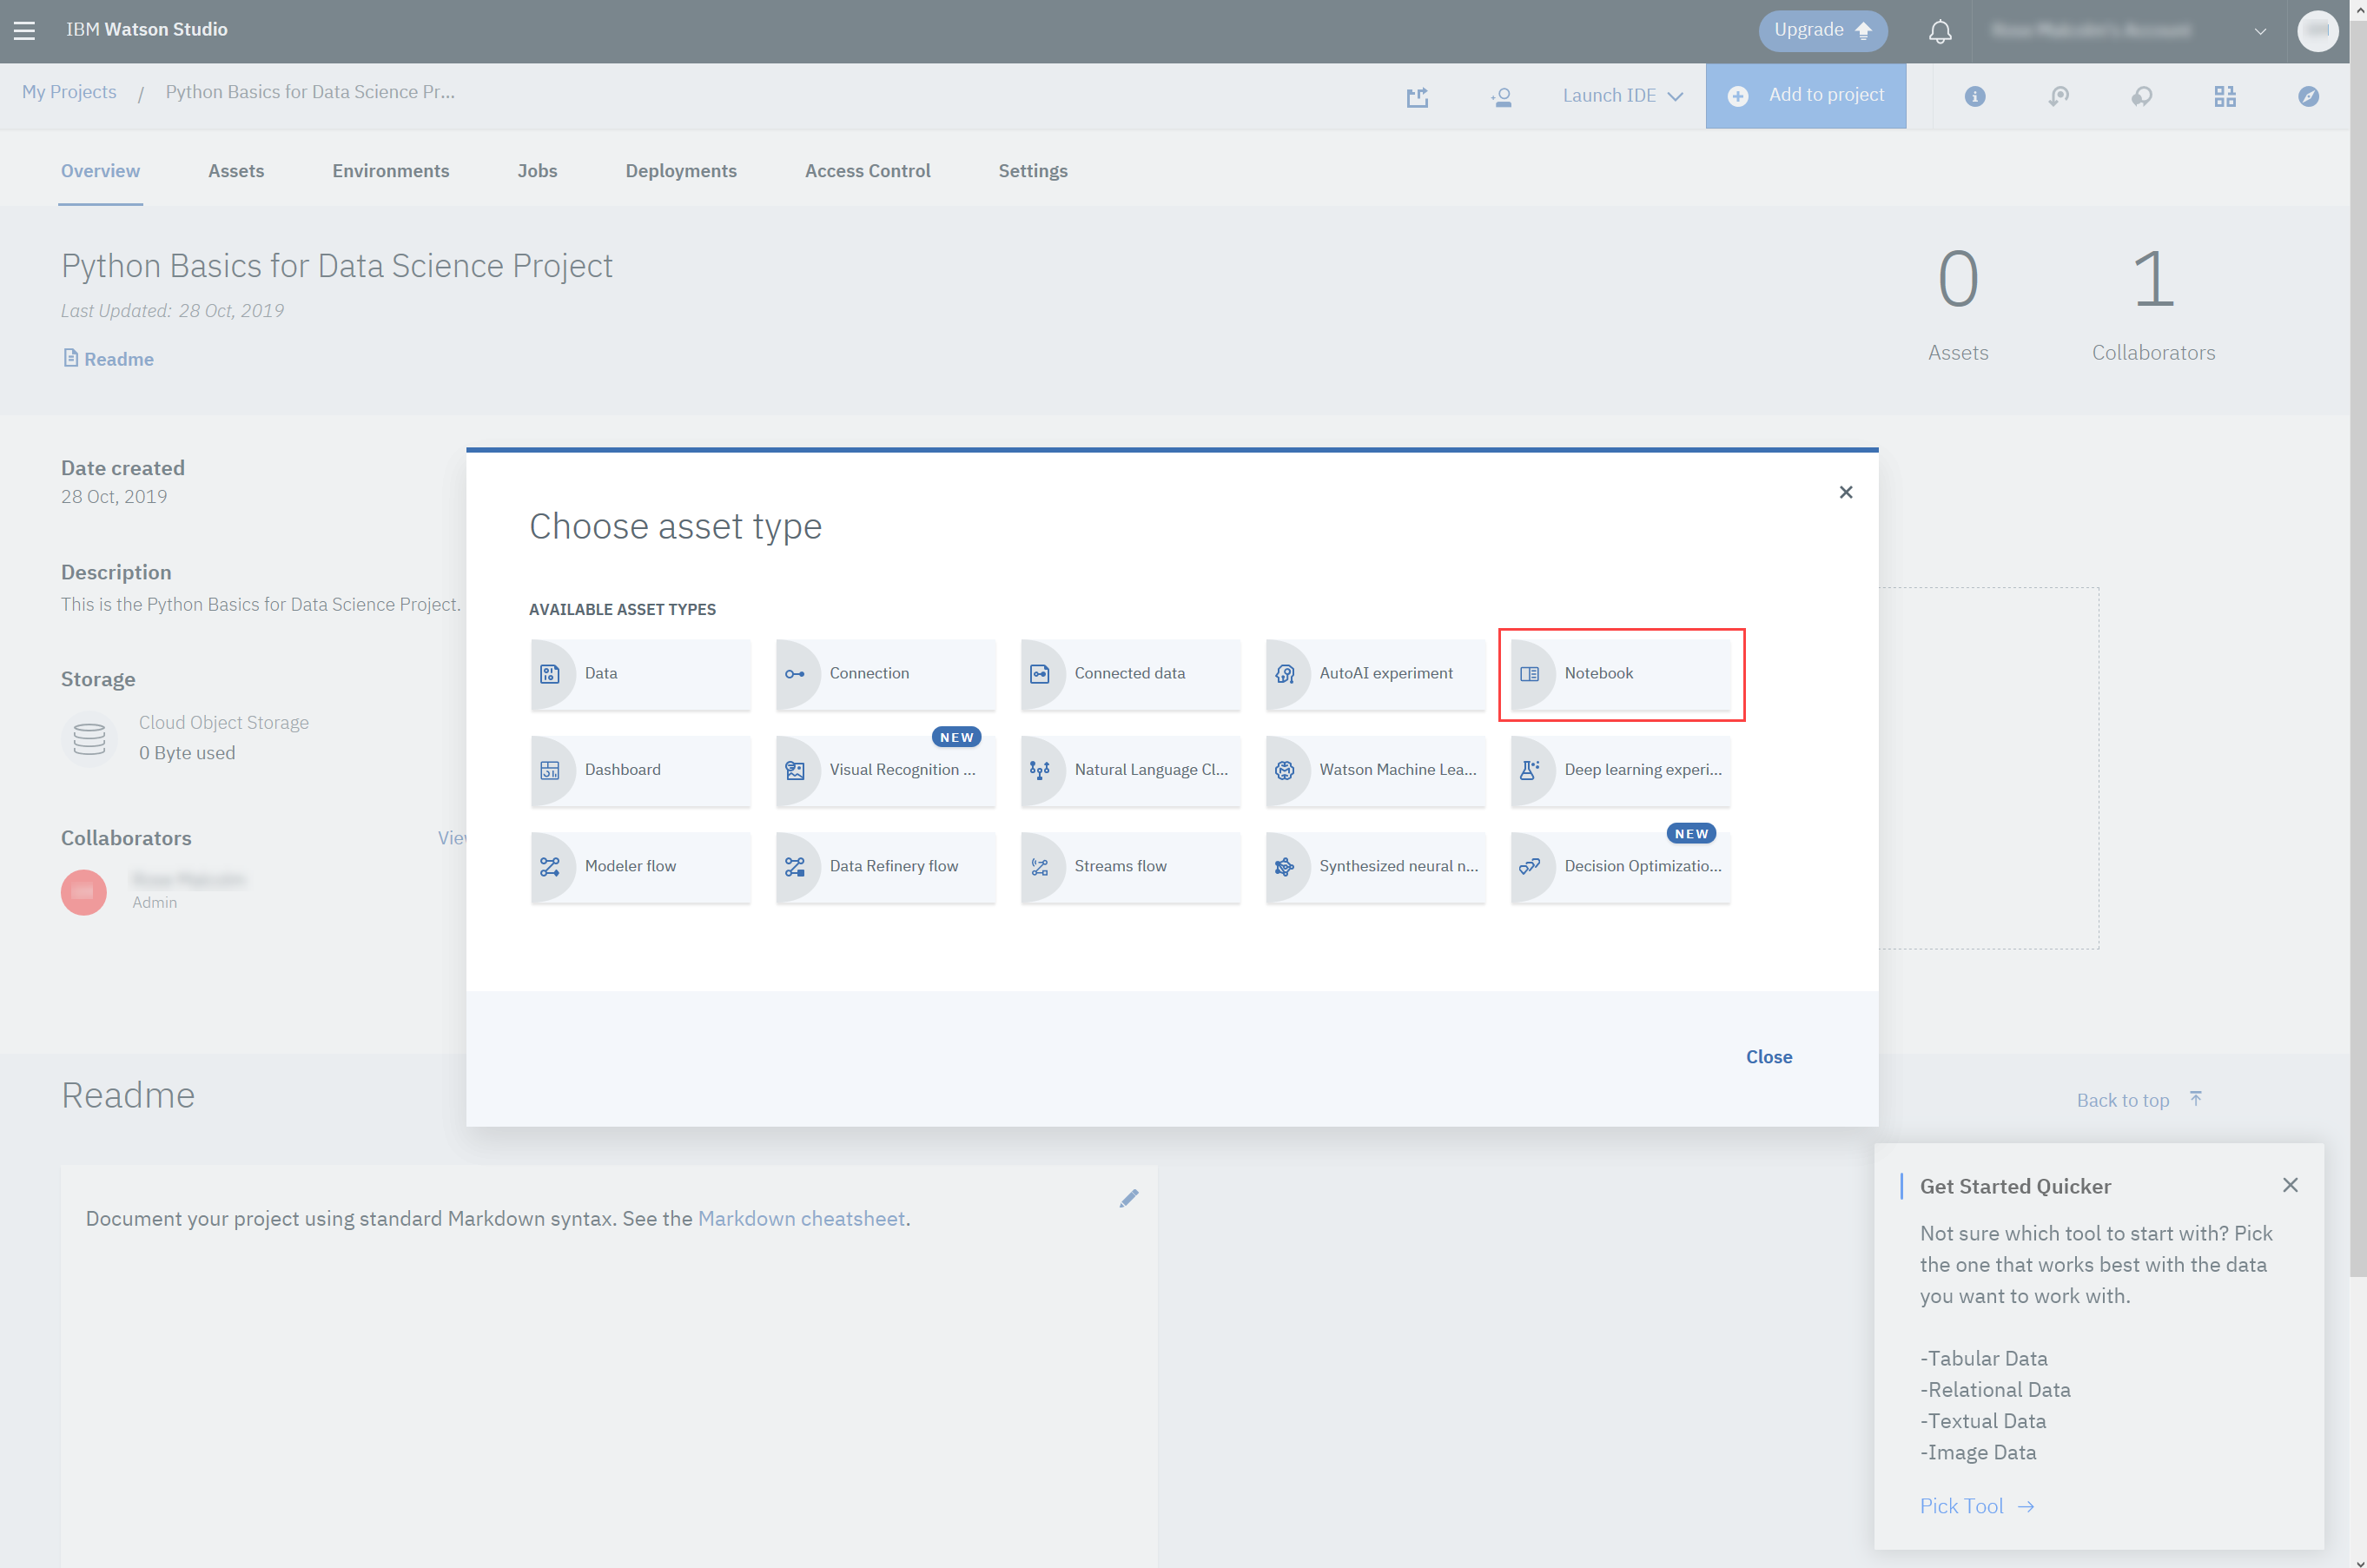 IBM Watson Studio
Upgrade
My Projects / Python Basics for Data Science Pr...
Launch IDE
Add to project
Overview
Assets
Environments
Jobs
Deployments
Access Control
Settings
Python Basics for Data Science Project
Last Updated: 28 Oct, 2019
Readme
0
Assets
1
Collaborators
Date created
28 Oct, 2019
Description
This is the Python Basics for Data Science Project.
Storage
Cloud Object Storage
0 Byte used
Collaborators
Admin
Choose asset type
AVAILABLE ASSET TYPES
Data
Connection
Connected data
AutoAI experiment
Notebook
Dashboard
NEW
Visual Recognition ...
Natural Language Cl...
Watson Machine Lea...
Deep learning experi...
Modeler flow
Data Refinery flow
Streams flow
Synthesized neural n...
NEW
Decision Optimizatio...
Close
Readme
Back to top
Document your project using standard Markdown syntax. See the Markdown cheatsheet.
Get Started Quicker
Not sure which tool to start with? Pick
the one that works best with the data
you want to work with.
-Tabular Data
-Relational Data
-Textual Data
-Image Data
Pick Tool